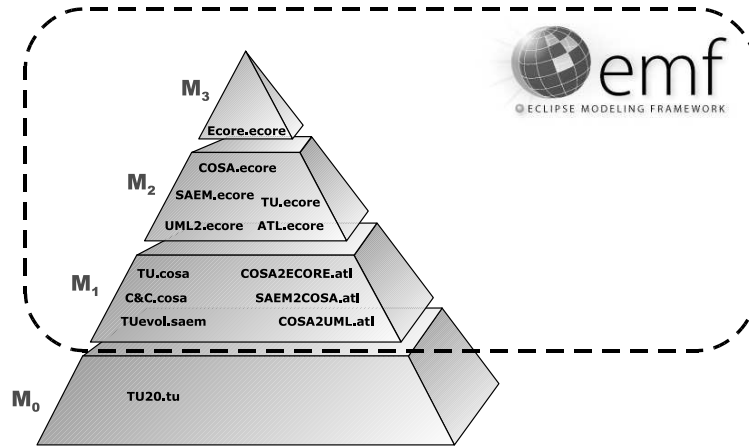 emf
ECLIPSE MODELING FRAMEWORK
M3
Ecore.ecore
M2
COSA.ecore
SAEM.ecore
TU.ecore
UML2.ecore ATL.ecore
M1
TU.cosa COSA2ECORE.atl
C&C.cosa SAEM2COSA.atl
TUevol.saem COSA2UML.atl
M0
TU20.tu